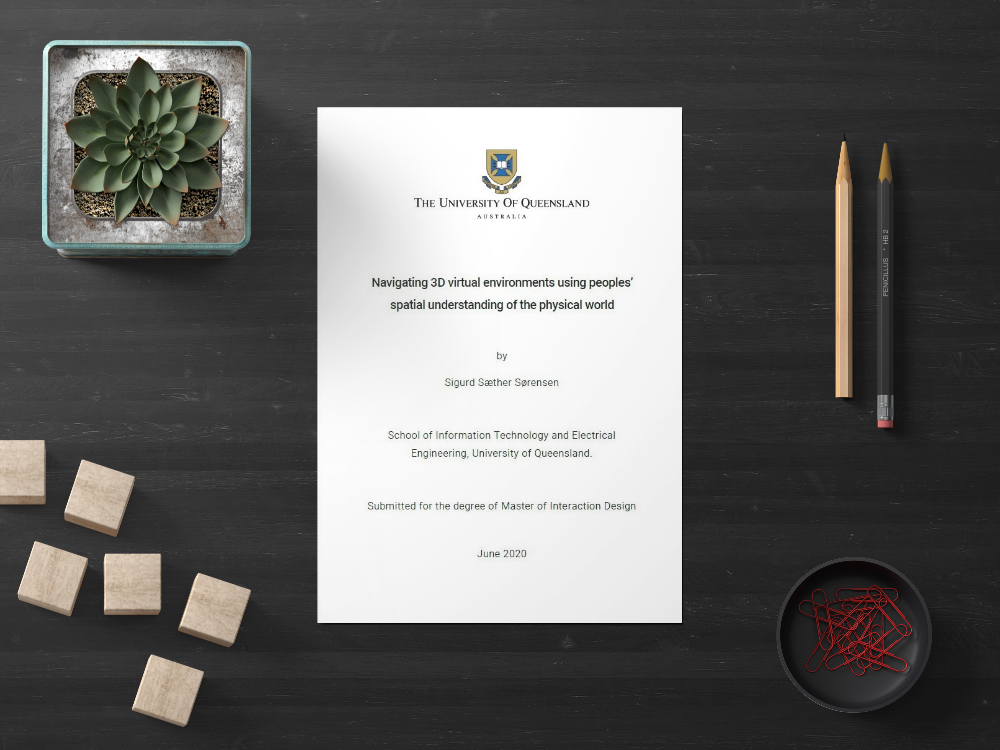 The University Of Queensland
AUSTRALIA
Navigating 3D virtual environments using peoples’
spatial understanding of the physical world
by
Sigurd Sæther Sørensen
School of Information Technology and Electrical
Engineering, University of Queensland.
Submitted for the degree of Master of Interaction Design
June 2020
PENICILLUS * HB 2